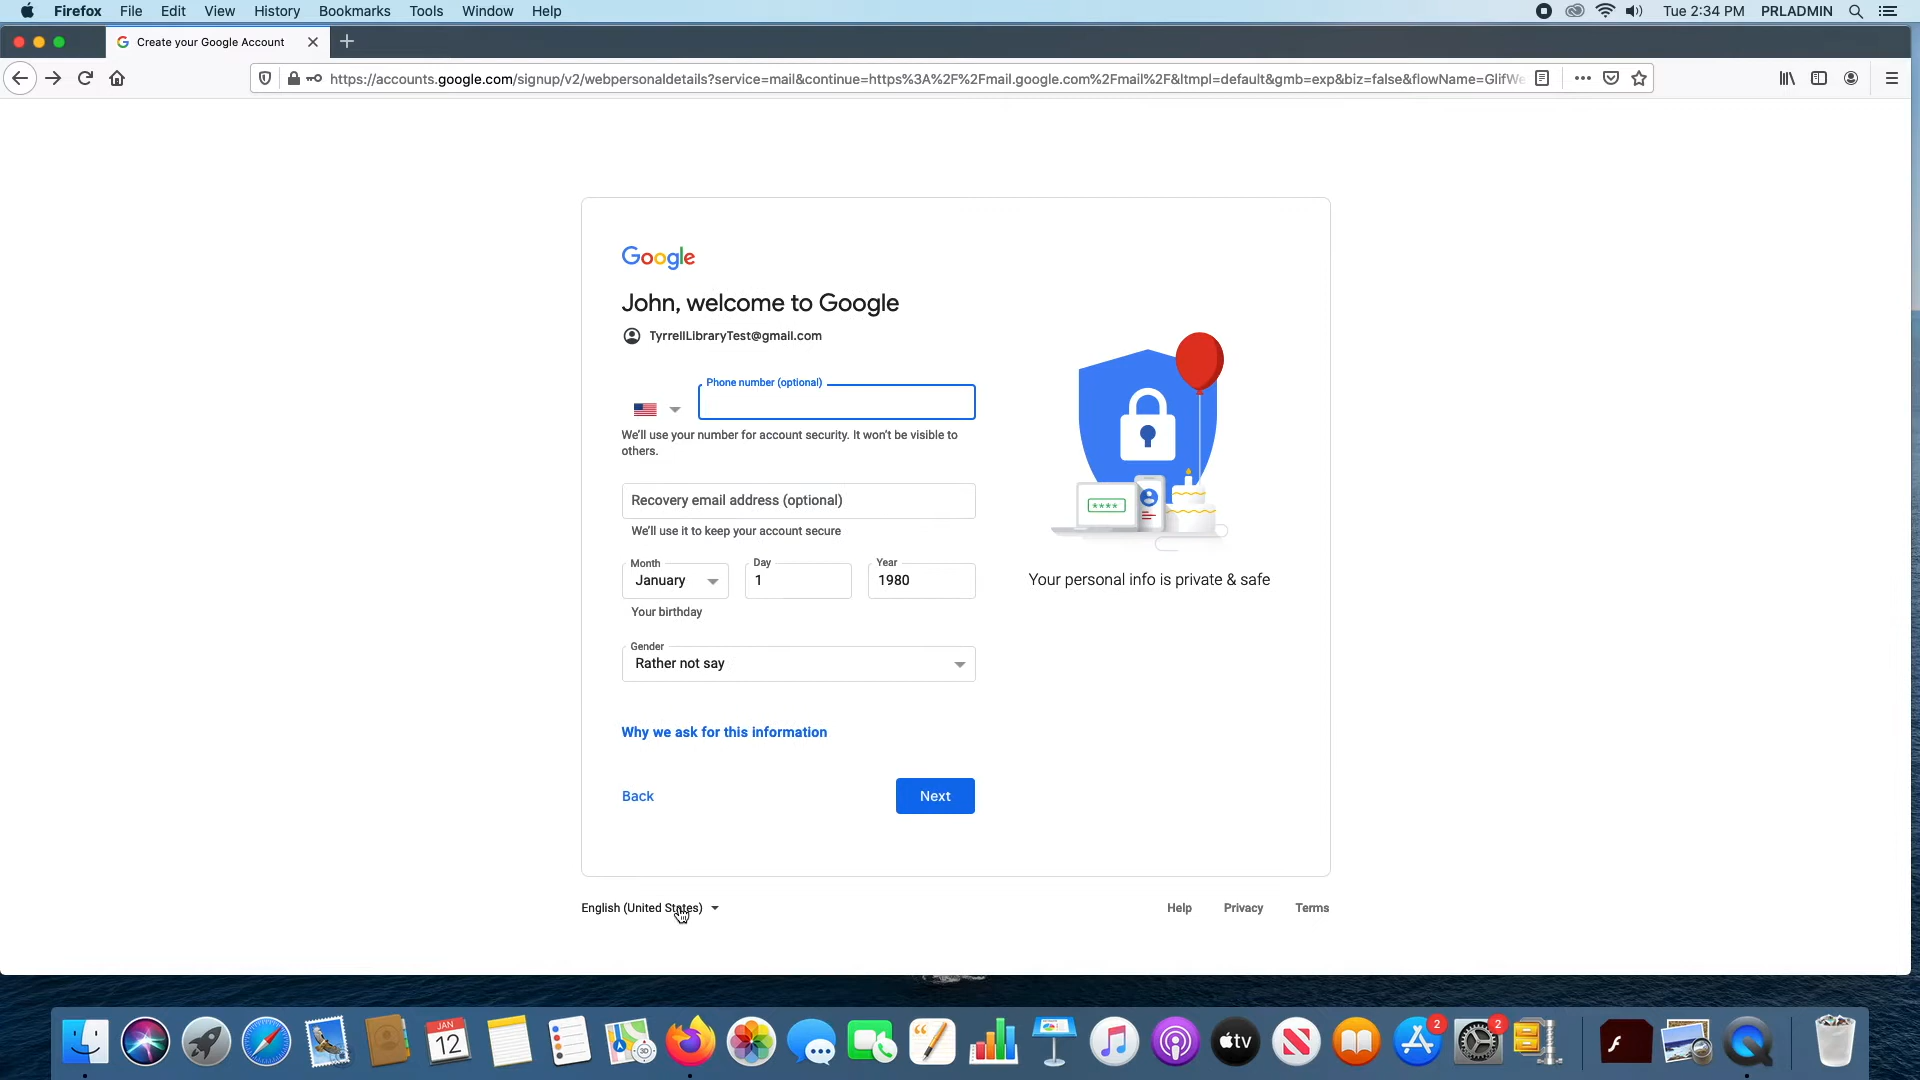 Firefox File Edit View History Bookmarks Tools Window Help
Tue 2:34 PM PRLADMIN
Create your Google Account
https://accounts.google.com/signup/v2/webpersonaldetails?service=mail&continue=https%3A%2F%2Fmail.google.com%2Fmail%2F&ltmpl=default&gmb=exp&biz=false&flowName=GlifWe
Google
John, welcome to Google
TyrrellLibraryTest@gmail.com
Phone number (optional)
We'll use your number for account security. It won't be visible to
others.
Recovery email address (optional)
We'll use it to keep your account secure
Month Day Year
January 1 1980
Your birthday
Gender
Rather not say
Why we ask for this information
Back Next
****
Your personal info is private & safe
English (United States)
Help Privacy Terms
JAN
12
3D
tv
2
2